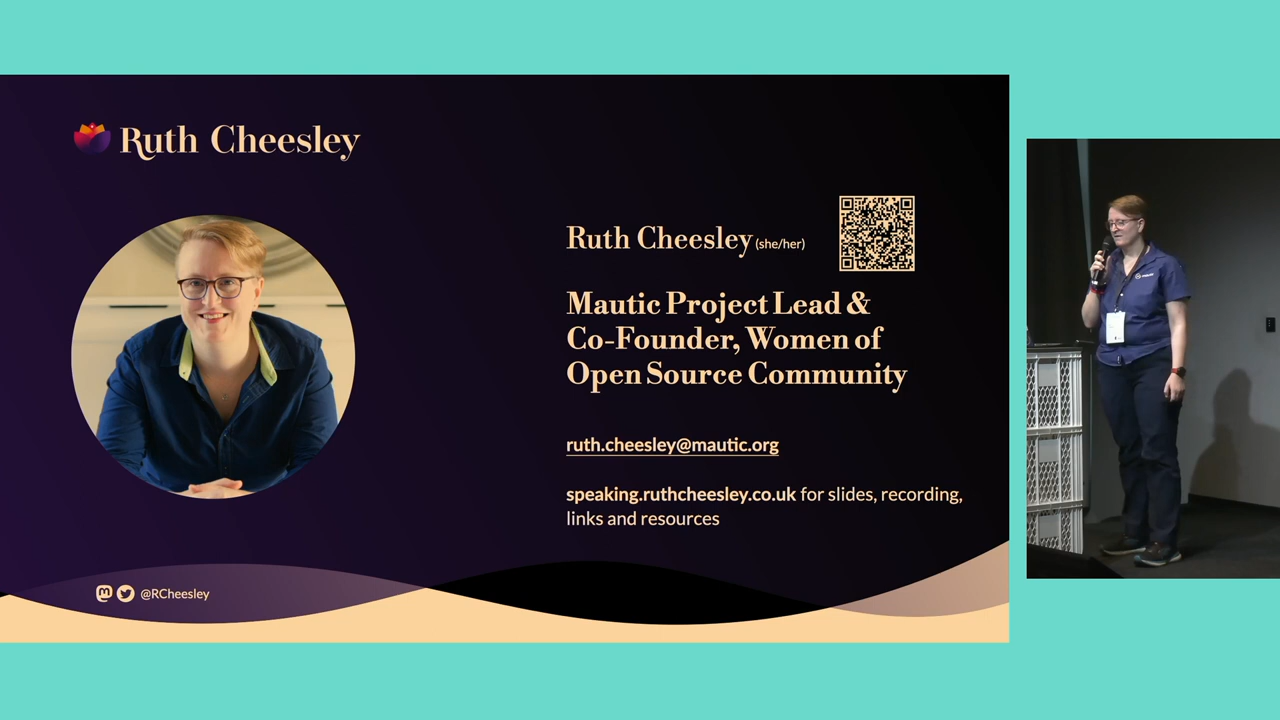 Ruth Cheesley
Ruth Cheesley (she/her)
Mautic Project Lead &
Co-Founder, Women of
Open Source Community
ruth.cheesley@mautic.org
speaking.ruthcheesley.co.uk for slides, recording,
links and resources
@RCheesley